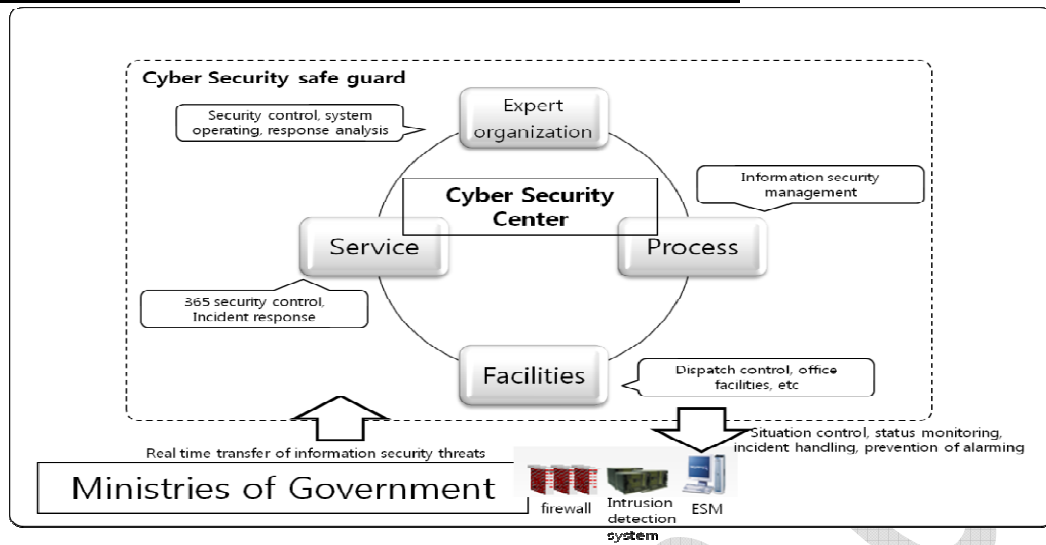 Cyber Security safe guard
Security control, system
operating, response analysis
Expert
organization
Information security
management
Cyber Security
Center
Service
Process
365 security control,
Incident response
Facilities
Dispatch control, office
facilities, etc
Situation control, status monitoring,
incident handling, prevention of alarming
Real time transfer of information security threats
Ministries of Government
firewall
Intrusion
detection
system
ESM